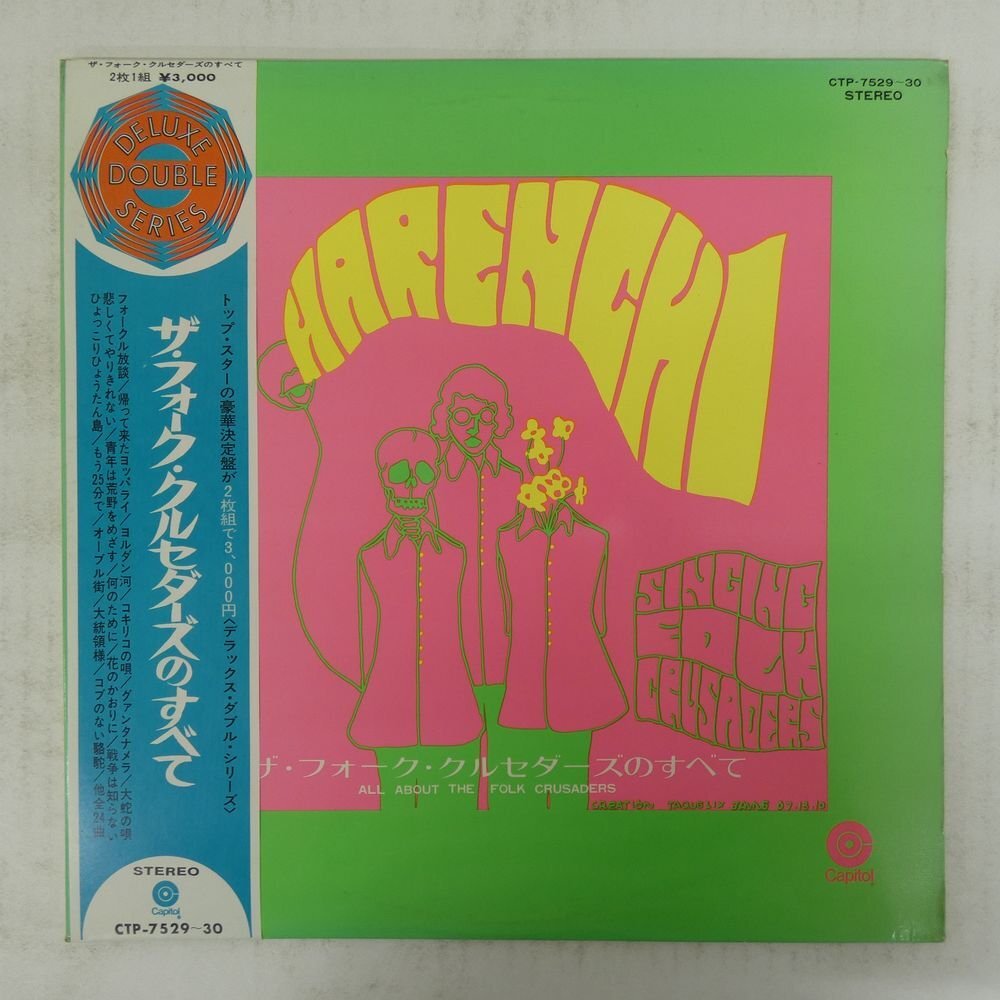 ザ・フォーク・クルセダーズのすべて
2枚1組 ¥3,000
DELUXE
DOUBLE
SERIES
トップ・スターの豪華決定盤が2枚組で3、000円〈デラックス・ダブル・シリーズ〉
ザ・フォーク・クルセダーズのすべて
フォークル放談/帰って来たヨッパライ/ヨルダン河/コキリコの唄/グァンタナメラ/大蛇の唄
悲しくてやりきれない/青年は荒野をめざす/何のために/花のかおりに/戦争は知らない
ひょっこりひょうたん島/もう25分で/オーブル街/大統領様/コブのない駱駝/他全24曲
STEREO
Capitol
CTP-7529~30
CTP-7529~30
STEREO
HARENCHI
SINGING
FOLK
CRUSADERS
ザ・フォーク・クルセダーズのすべて
ALL ABOUT THE FOLK CRUSADERS
CREATION
Capitol